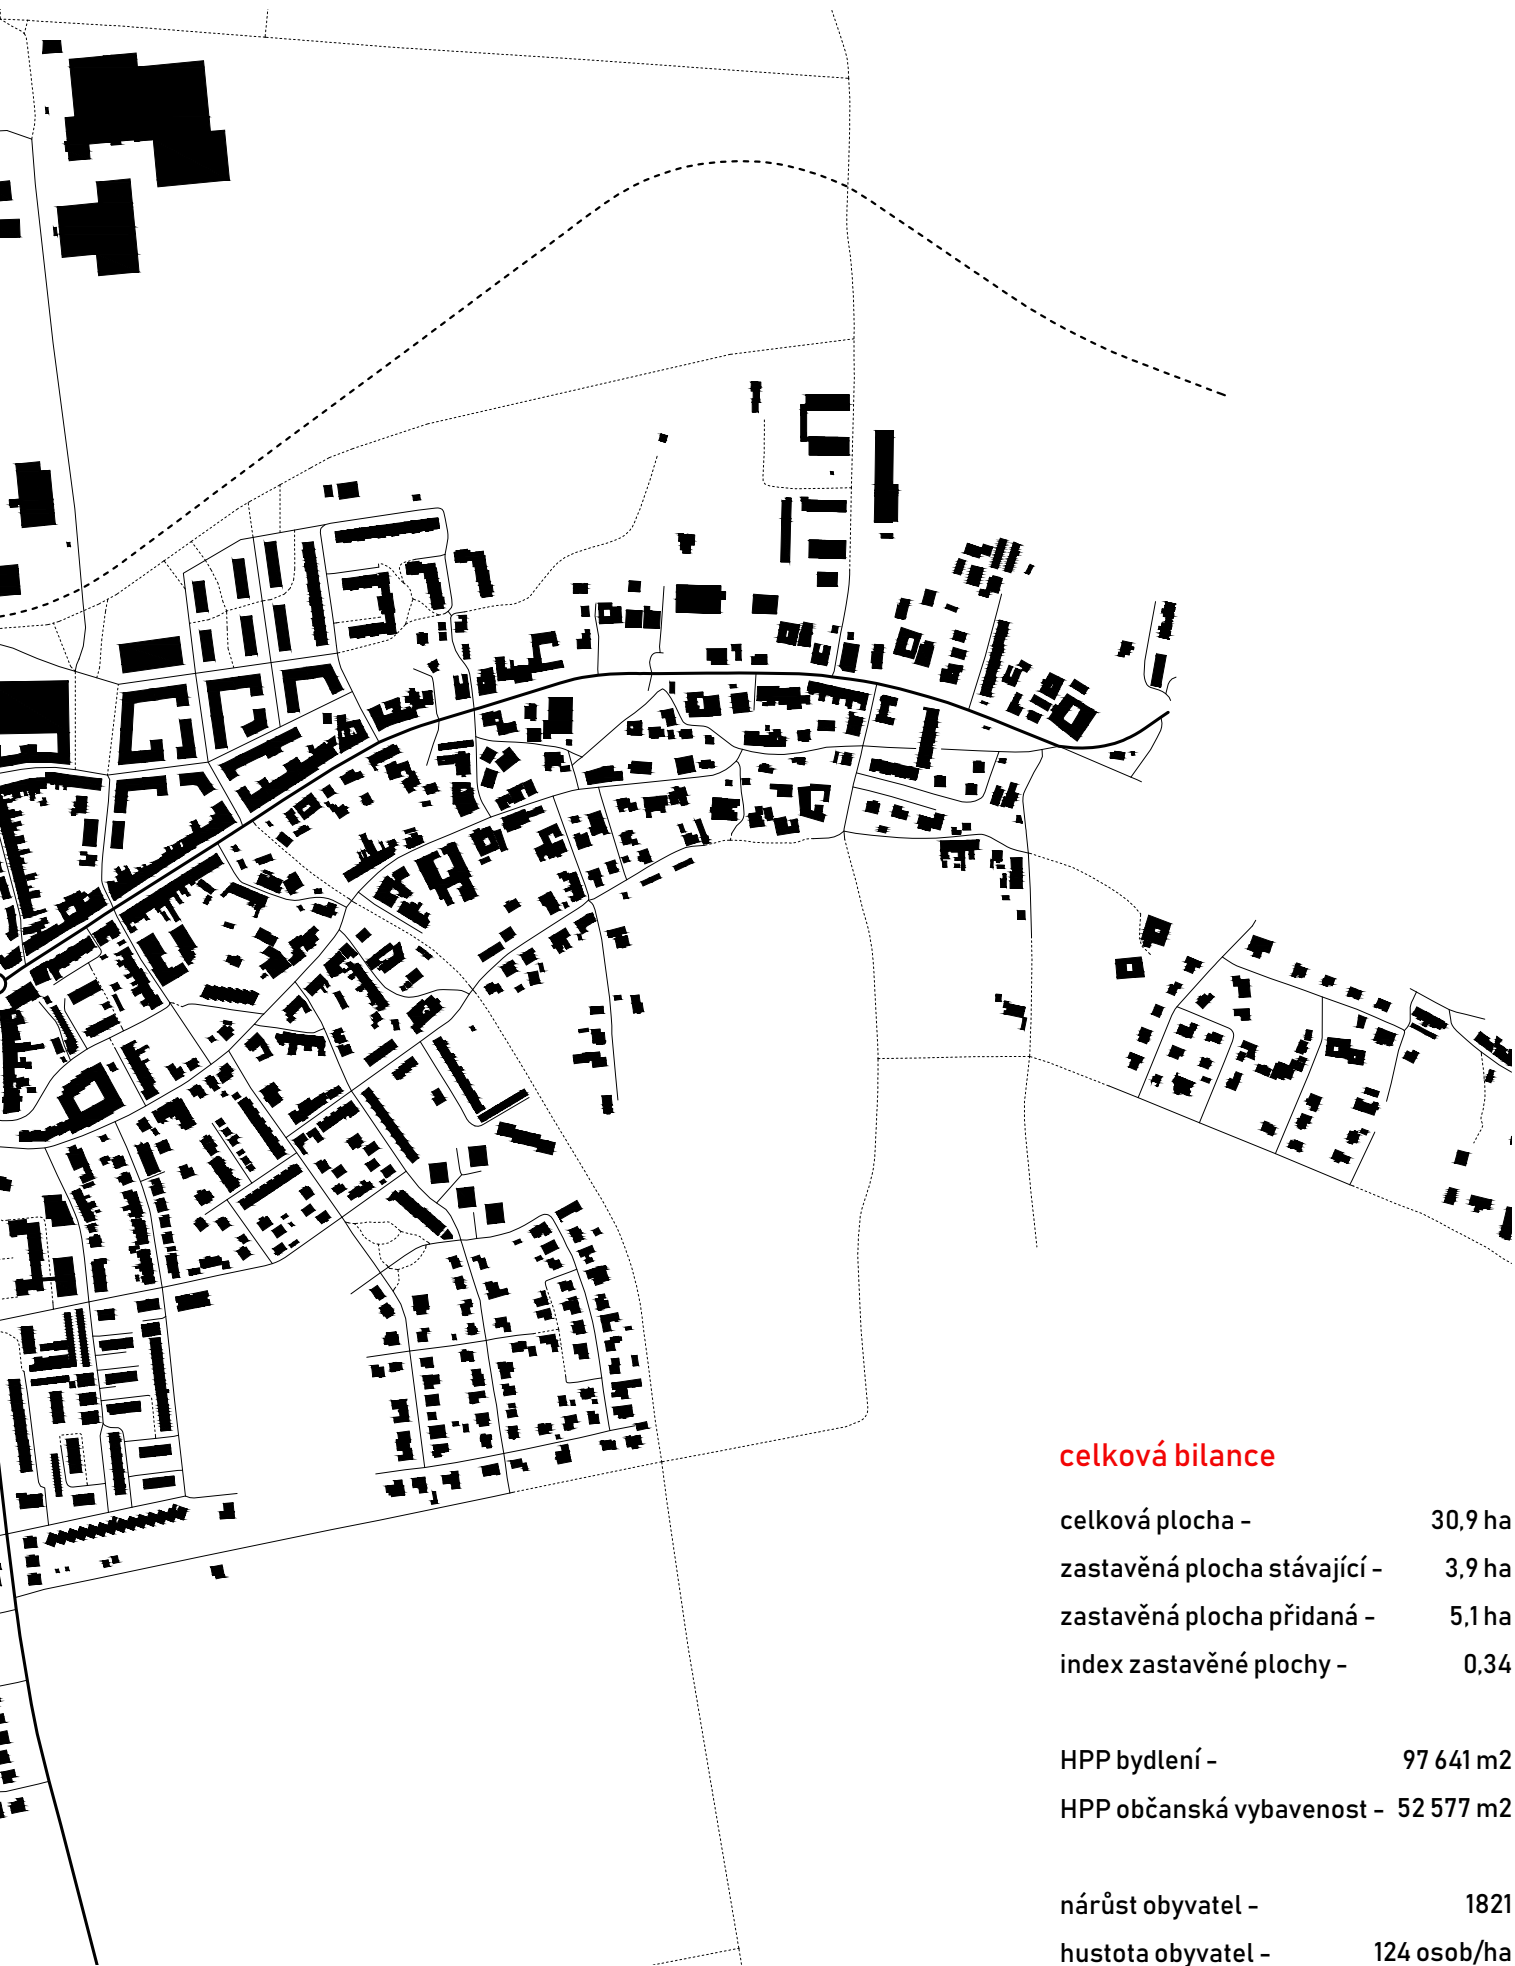 celková bilance
celková plocha - 30,9 ha
zastavěná plocha stávající - 3,9 ha
zastavěná plocha přidaná - 5,1 ha
index zastavěné plochy - 0,34
HPP bydlení - 97 641 m2
HPP občanská vybavenost - 52 577 m2
nárůst obyvatel - 1821
hustota obyvatel - 124 osob/ha